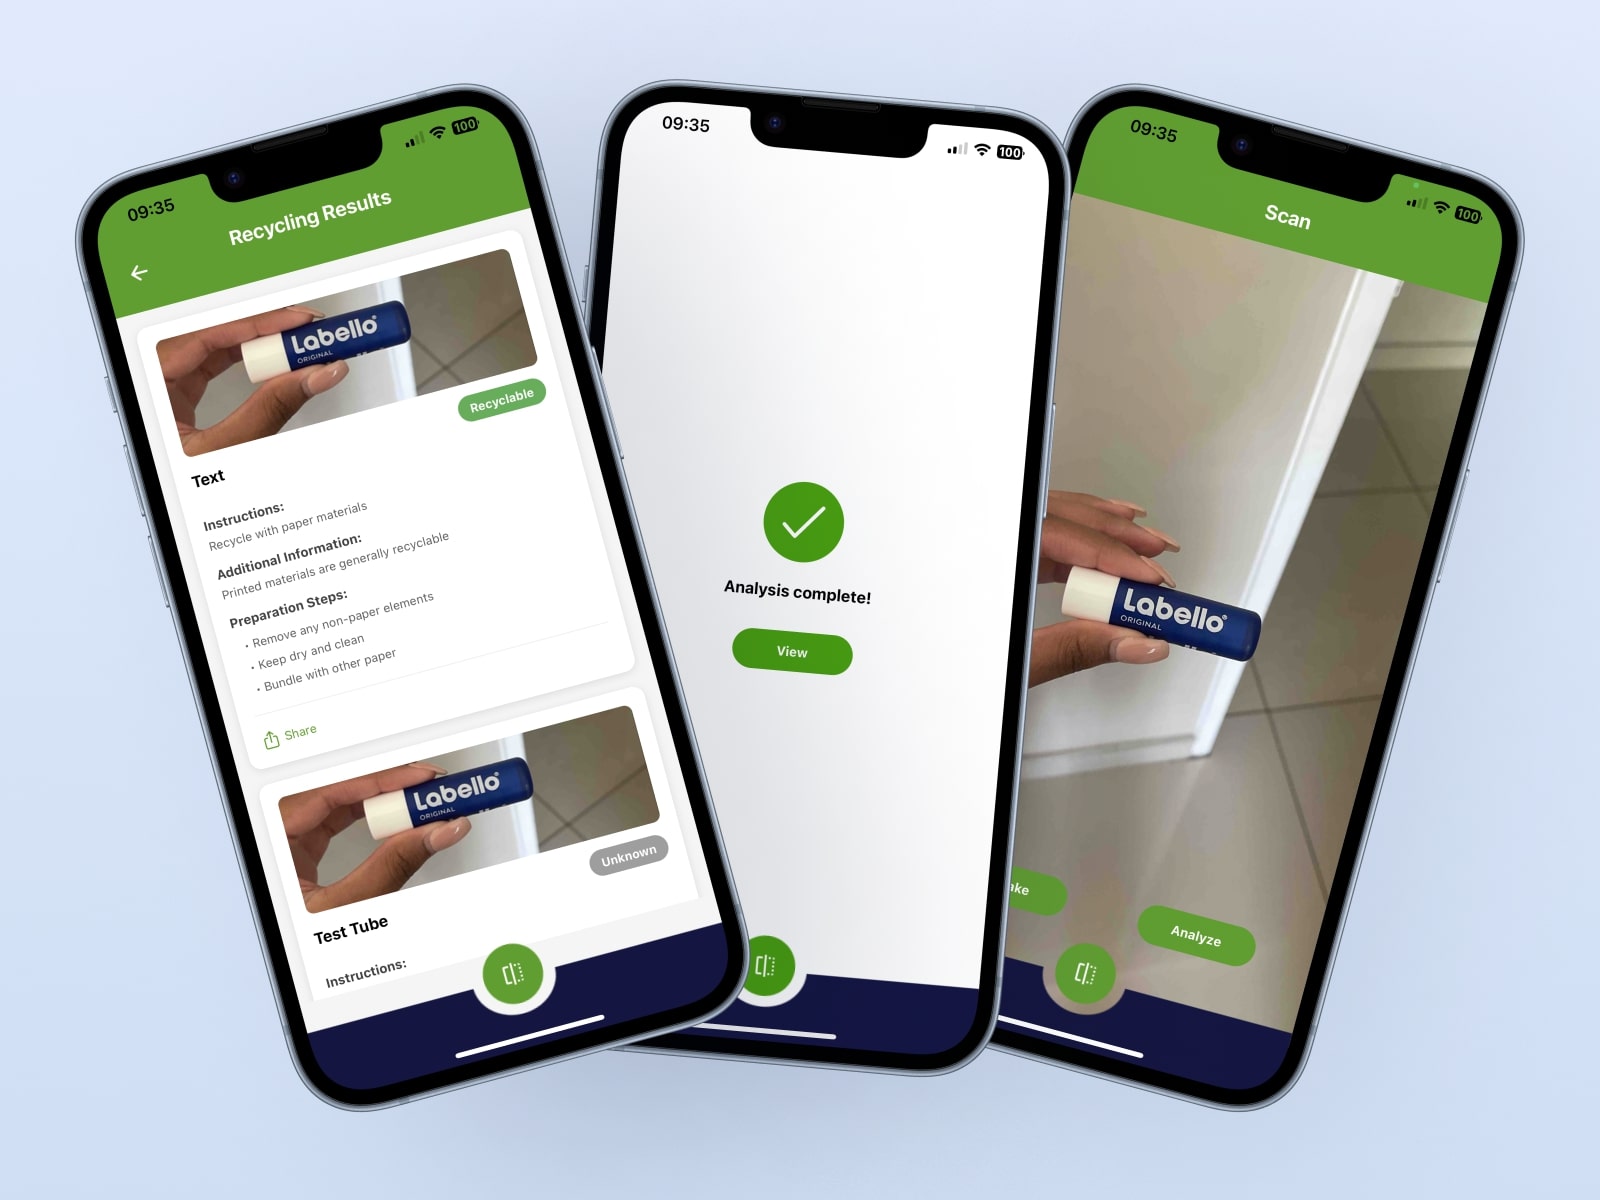 09:35
100
Recycling Results
Labello
ORIGINAL
Recyclable
Text
Instructions:
Recycle with paper materials
Additional Information:
Printed materials are generally recyclable
Preparation Steps:
• Remove any non-paper elements
• Keep dry and clean
• Bundle with other paper
Share
Labello
ORIGINAL
Unknown
Test Tube
Instructions:
09:35
100
Analysis complete!
View
09:35
100
Scan
Labello
ORIGINAL
ake
Analyze